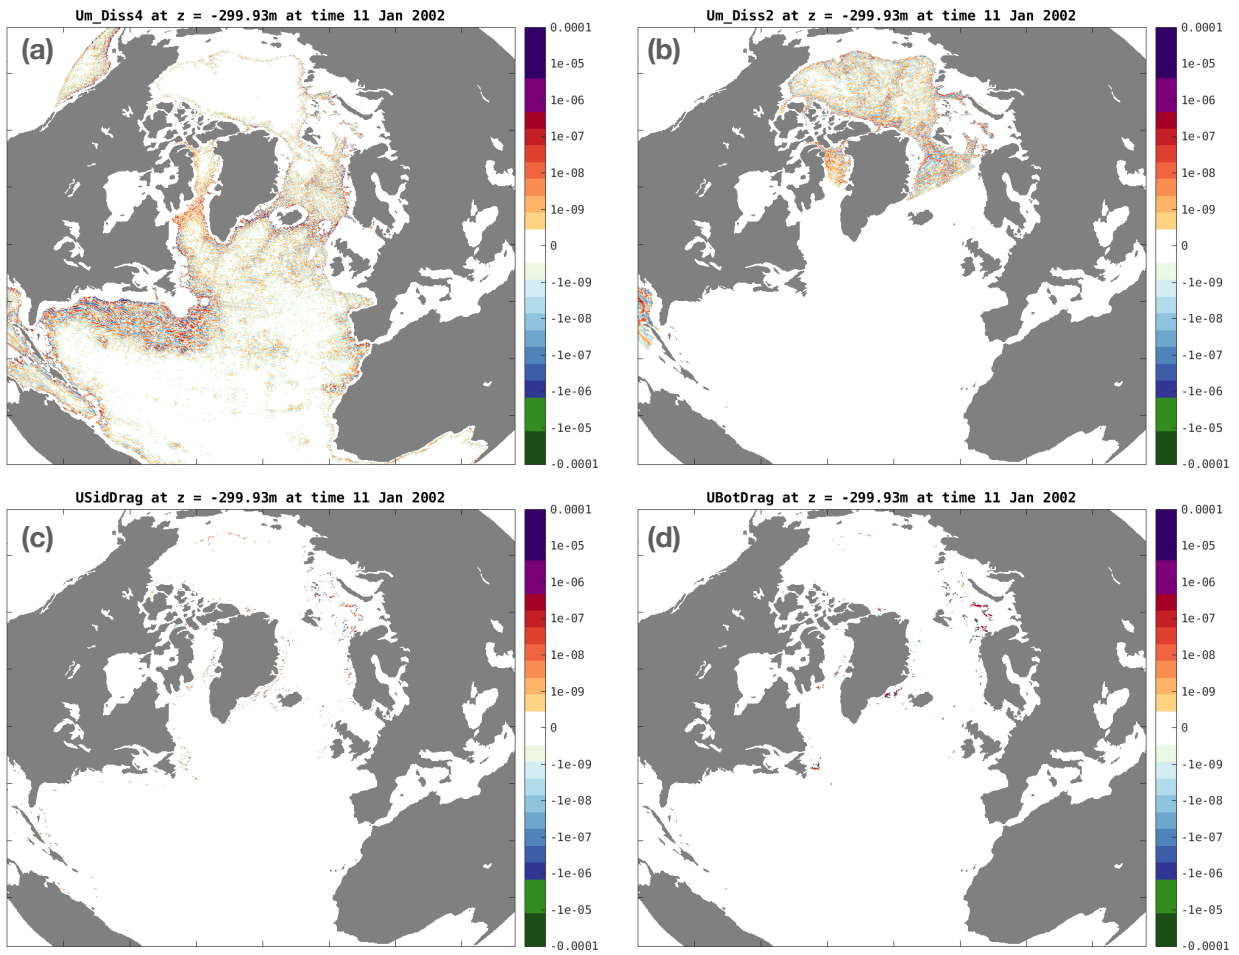 Um_Diss4 at z = -299.93m at time 11 Jan 2002
(a)
0.0001
1e-05
1e-06
1e-07
1e-08
1e-09
0
-1e-09
-1e-08
-1e-07
-1e-06
-1e-05
-0.0001
Um_Diss2 at z = -299.93m at time 11 Jan 2002
(b)
0.0001
1e-05
1e-06
1e-07
1e-08
1e-09
0
-1e-09
-1e-08
-1e-07
-1e-06
-1e-05
-0.0001
USidDrag at z = -299.93m at time 11 Jan 2002
(c)
0.0001
1e-05
1e-06
1e-07
1e-08
1e-09
0
-1e-09
-1e-08
-1e-07
-1e-06
-1e-05
-0.0001
UBotDrag at z = -299.93m at time 11 Jan 2002
(d)
0.0001
1e-05
1e-06
1e-07
1e-08
1e-09
0
-1e-09
-1e-08
-1e-07
-1e-06
-1e-05
-0.0001